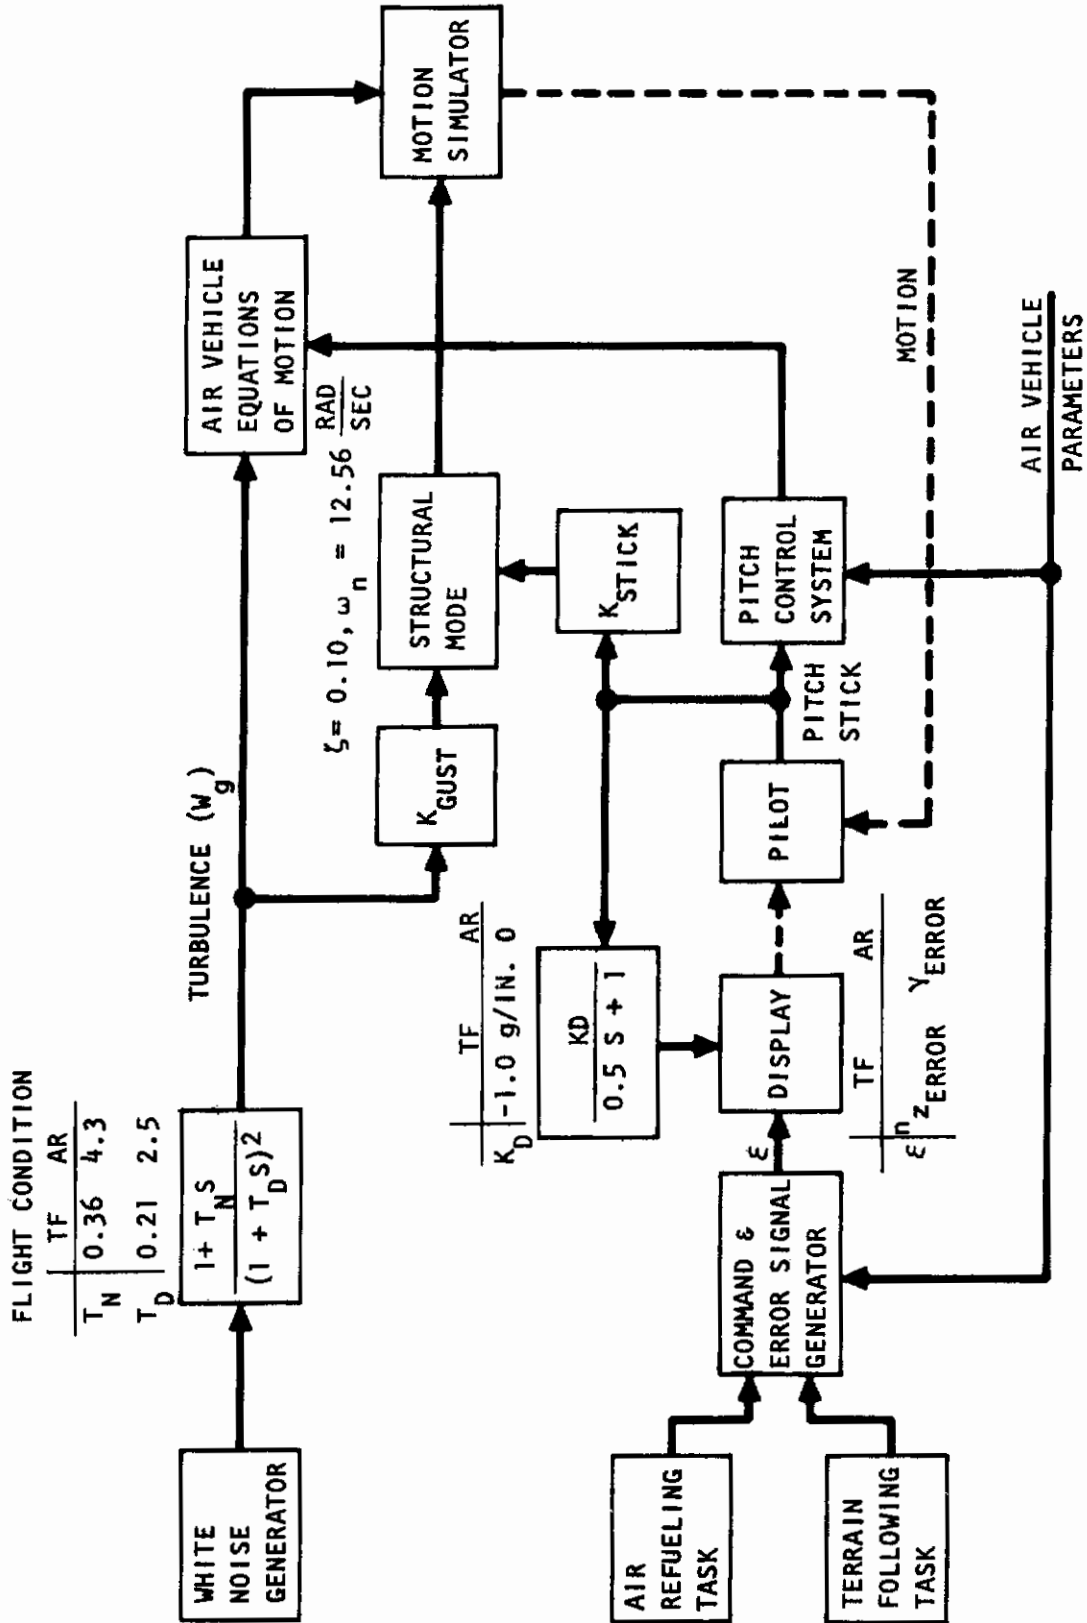 FLIGHT CONDITION
TF AR
T_N 0.36 4.3
T_D 0.21 2.5
WHITE
NOISE
GENERATOR
1+ T_N S
(1 + T_D S)^2
TURBULENCE (W_g)
AIR VEHICLE
EQUATIONS
OF MOTION
ζ= 0.10, ω_n = 12.56 RAD
SEC
K_GUST
STRUCTURAL
MODE
MOTION
SIMULATOR
K_STICK
TF AR
K_D -1.0 g/IN. 0
KD
0.5 S + 1
AIR
REFUELING
TASK
TERRAIN
FOLLOWING
TASK
COMMAND &
ERROR SIGNAL
GENERATOR
ε
DISPLAY
TF AR
ε n_z ERROR γ_ERROR
PILOT
PITCH
STICK
PITCH
CONTROL
SYSTEM
MOTION
AIR VEHICLE
PARAMETERS